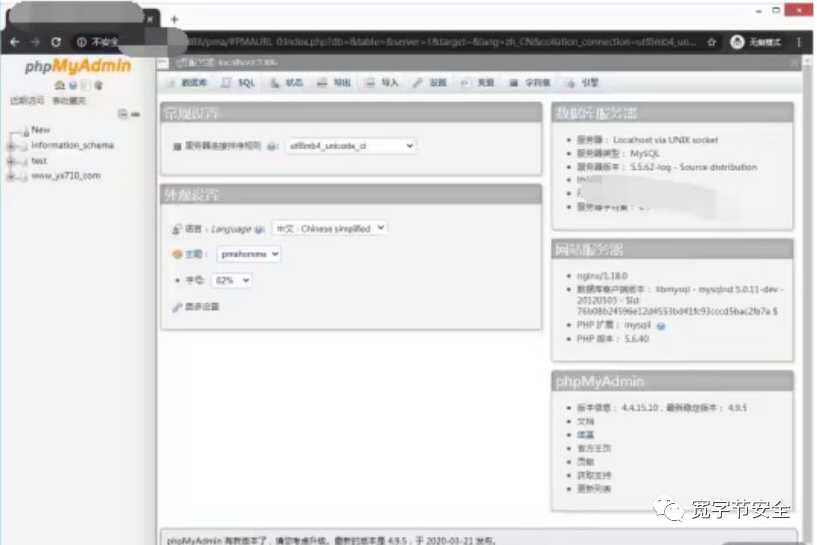 不安全
/pma/#PMAURL-0:index.php?db=&table=&server=1&target=&lang=zh_CN&collation_connection=utf8mb4_un...
无痕模式
phpMyAdmin
近期访问 表收藏夹
New
information_schema
test
www_yx710_com
服务器: localhost:3306
数据库 SQL 状态 导出 导入 设置 变量 字符集 引擎
常规设置
服务器连接排序规则 : utf8mb4_unicode_ci
外观设置
语言 - Language : 中文 - Chinese simplified
主题: pmahomme
字号: 82%
更多设置
数据库服务器
服务器: Localhost via UNIX socket
服务器类型: MySQL
服务器版本: 5.5.62-log - Source distribution
服务器字符集:
网站服务器
nginx/1.18.0
数据库客户端版本: libmysql - mysqlnd 5.0.11-dev -
20120503 - $Id:
76b08b24596e12d4553bd41fc93cccd5bac2fe7a $
PHP 扩展: mysqli
PHP 版本: 5.6.40
phpMyAdmin
版本信息: 4.4.15.10, 最新稳定版本: 4.9.5
文档
维基
官方主页
贡献
获取支持
更新列表
phpMyAdmin 有新版本了,请您考虑升级。最新的版本是 4.9.5,于 2020-03-21 发布。
宽字节安全